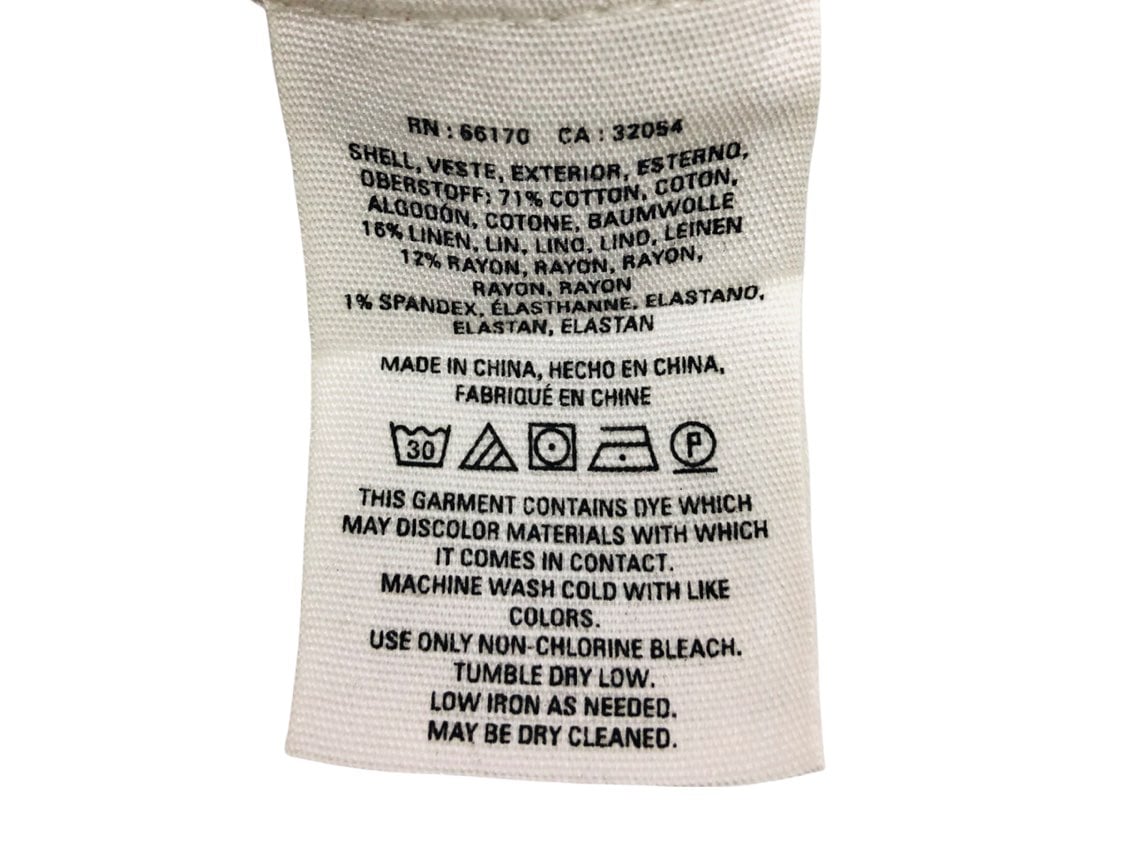 RN : 66170 CA : 32054
SHELL, VESTE, EXTERIOR, ESTERNO,
OBERSTOFF: 71% COTTON, COTON,
ALGODÓN, COTONE, BAUMWOLLE
16% LINEN, LIN, LINO, LINO, LEINEN
12% RAYON, RAYON, RAYON,
RAYON, RAYON
1% SPANDEX, ÉLASTHANNE, ELASTANO,
ELASTAN, ELASTAN
MADE IN CHINA, HECHO EN CHINA,
FABRIQUÉ EN CHINE
30 P
THIS GARMENT CONTAINS DYE WHICH
MAY DISCOLOR MATERIALS WITH WHICH
IT COMES IN CONTACT.
MACHINE WASH COLD WITH LIKE
COLORS.
USE ONLY NON-CHLORINE BLEACH.
TUMBLE DRY LOW.
LOW IRON AS NEEDED.
MAY BE DRY CLEANED.